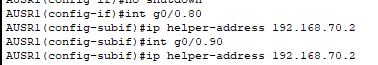 AUSR1(config-if)#no shutdown
AUSR1(config-if)#int g0/0.80
AUSR1(config-subif)#ip helper-address 192.168.70.2
AUSR1(config-subif)#int g0/0.90
AUSR1(config-subif)#ip helper-address 192.168.70.2